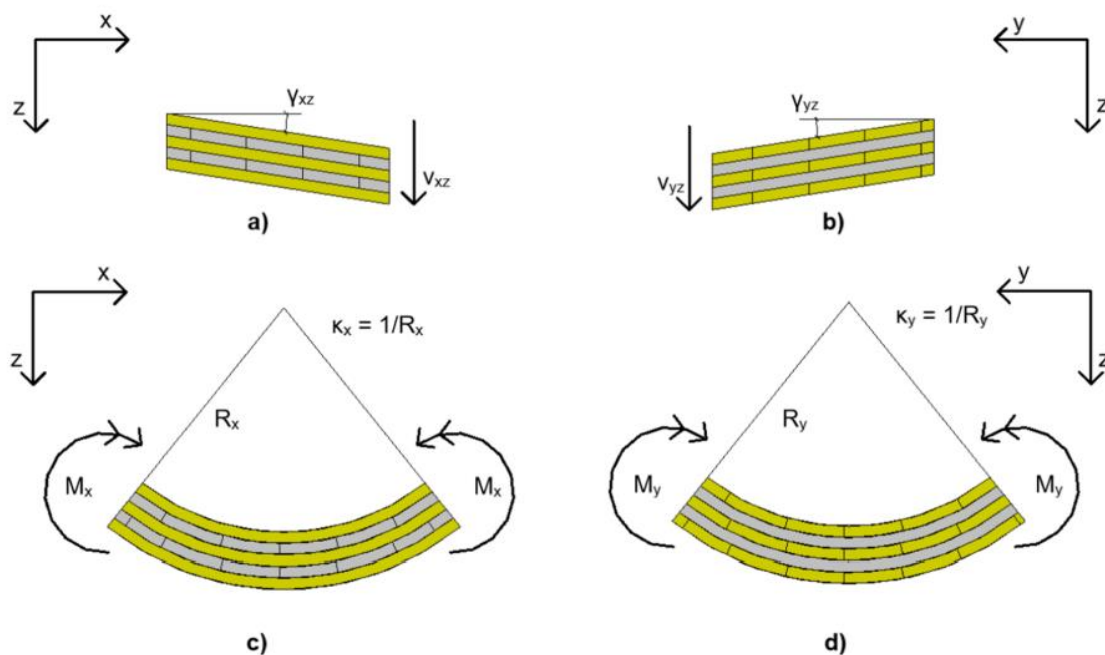 x
z
γxz
vxz
a)
y
z
γyz
vyz
b)
x
z
κx = 1/Rx
Rx
Mx
Mx
c)
y
z
κy = 1/Ry
Ry
My
My
d)